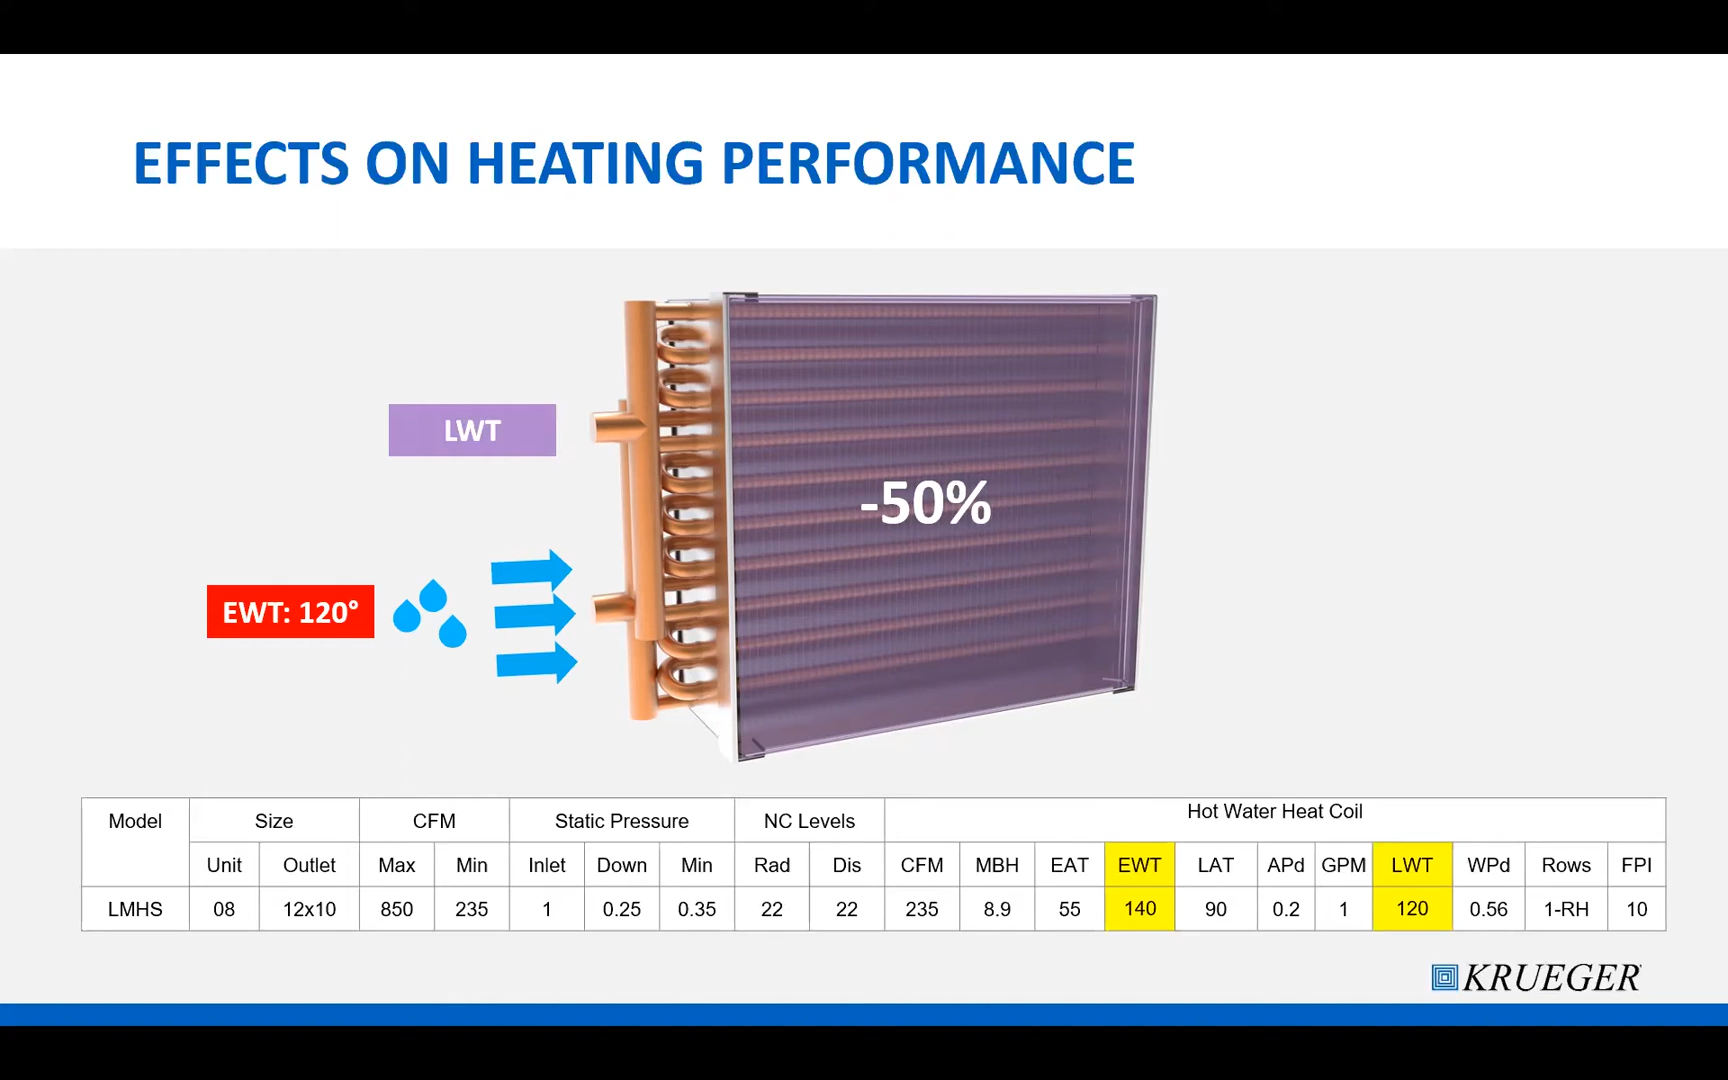 EFFECTS ON HEATING PERFORMANCE
LWT
-50%
EWT: 120°
Model Size CFM Static Pressure NC Levels Hot Water Heat Coil
Unit Outlet Max Min Inlet Down Min Rad Dis CFM MBH EAT EWT LAT APd GPM LWT WPd Rows FPI
LMHS 08 12x10 850 235 1 0.25 0.35 22 22 235 8.9 55 140 90 0.2 1 120 0.56 1-RH 10
KRUEGER